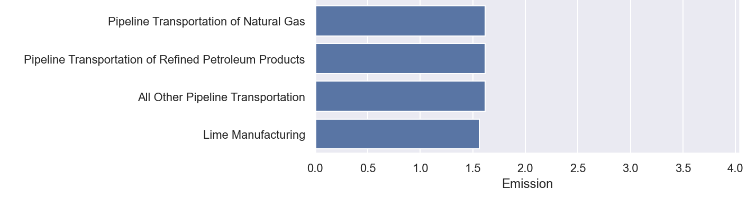 Pipeline Transportation of Natural Gas
Pipeline Transportation of Refined Petroleum Products
All Other Pipeline Transportation
Lime Manufacturing
0.0 0.5 1.0 1.5 2.0 2.5 3.0 3.5 4.0
Emission